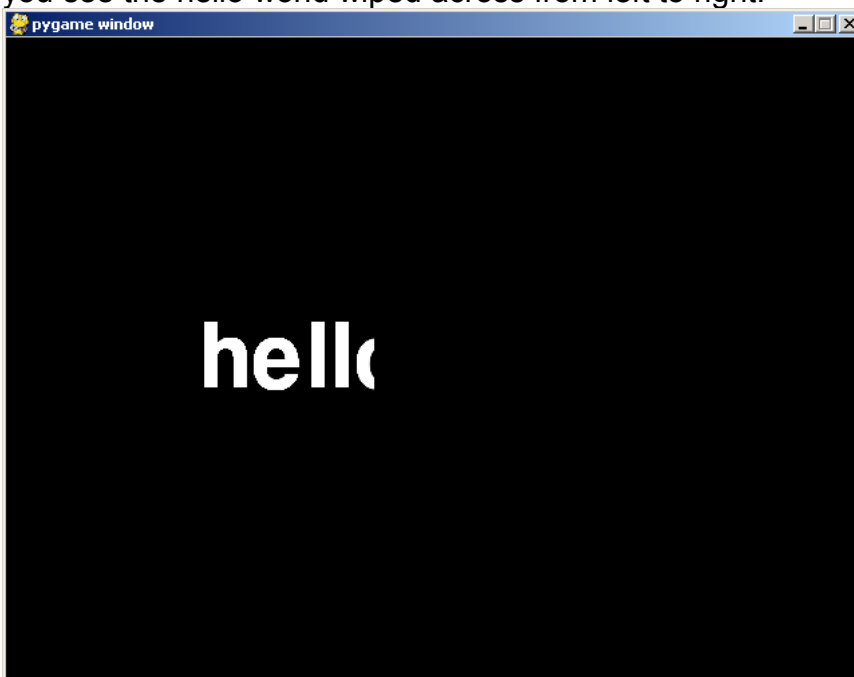 you see the hello world wiped across from left to right.
pygame window
hell